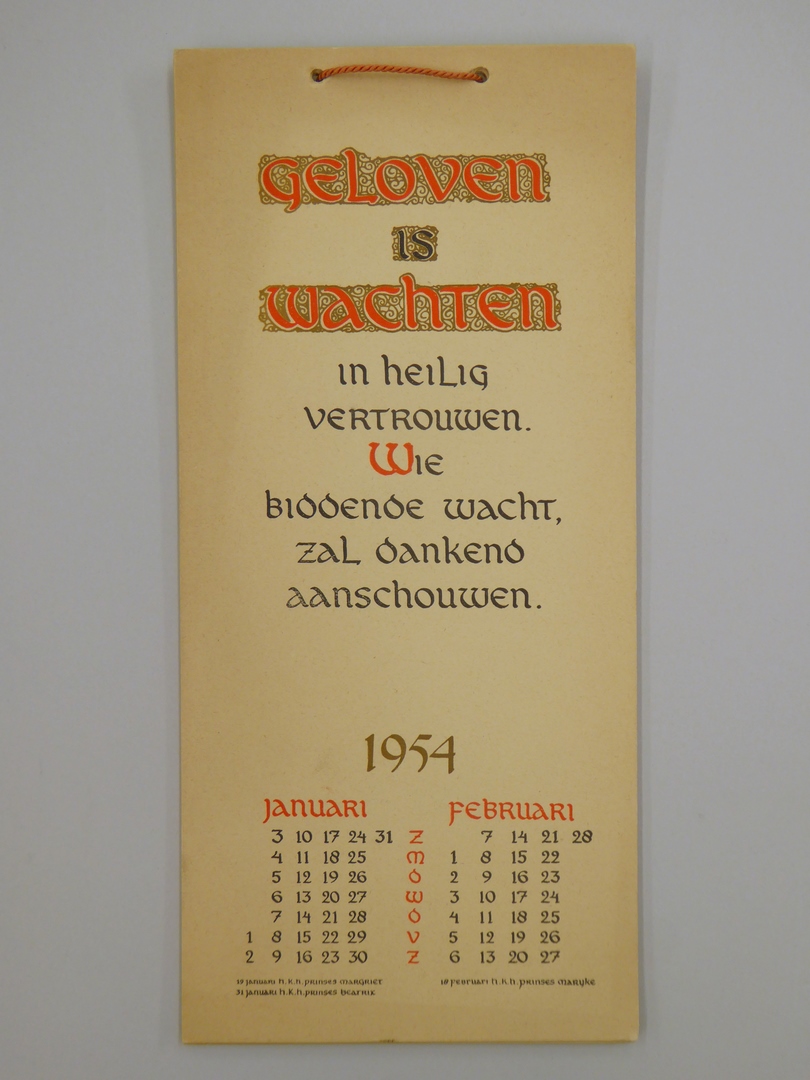 GELOVEN
IS
WACHTEN
in heilig
vertrouwen.
Wie
biddende wacht,
zal dankend
aanschouwen.
1954
januari februari
3 10 17 24 31 Z 7 14 21 28
4 11 18 25 M 1 8 15 22
5 12 19 26 D 2 9 16 23
6 13 20 27 W 3 10 17 24
7 14 21 28 D 4 11 18 25
1 8 15 22 29 V 5 12 19 26
2 9 16 23 30 Z 6 13 20 27
19 januari h.k.h. prinses margriet 18 februari h.k.h. prinses marijke
31 januari h.k.h. prinses beatrix